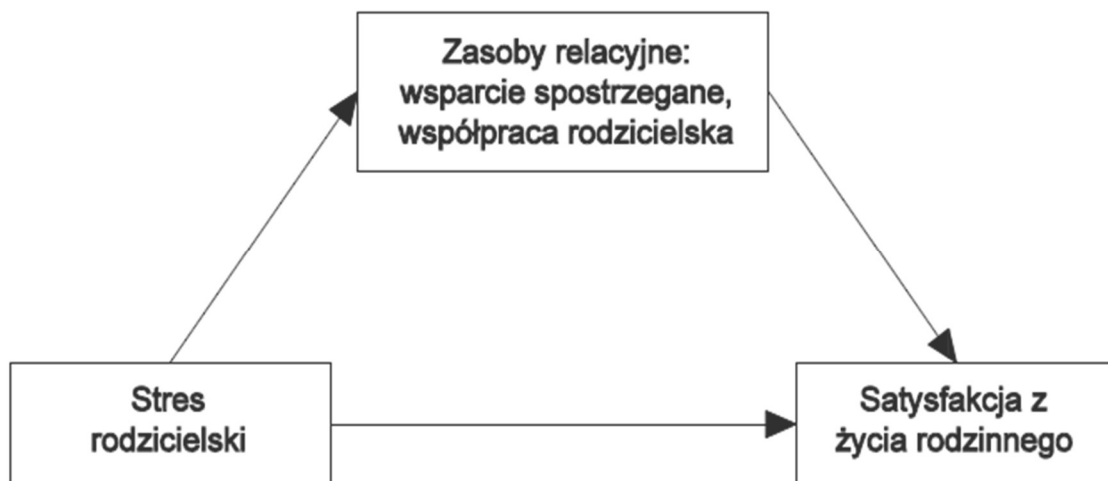 Zasoby relacyjne:
wsparcie spostrzegane,
współpraca rodzicielska
Stres
rodzicielski
Satysfakcja z
życia rodzinnego